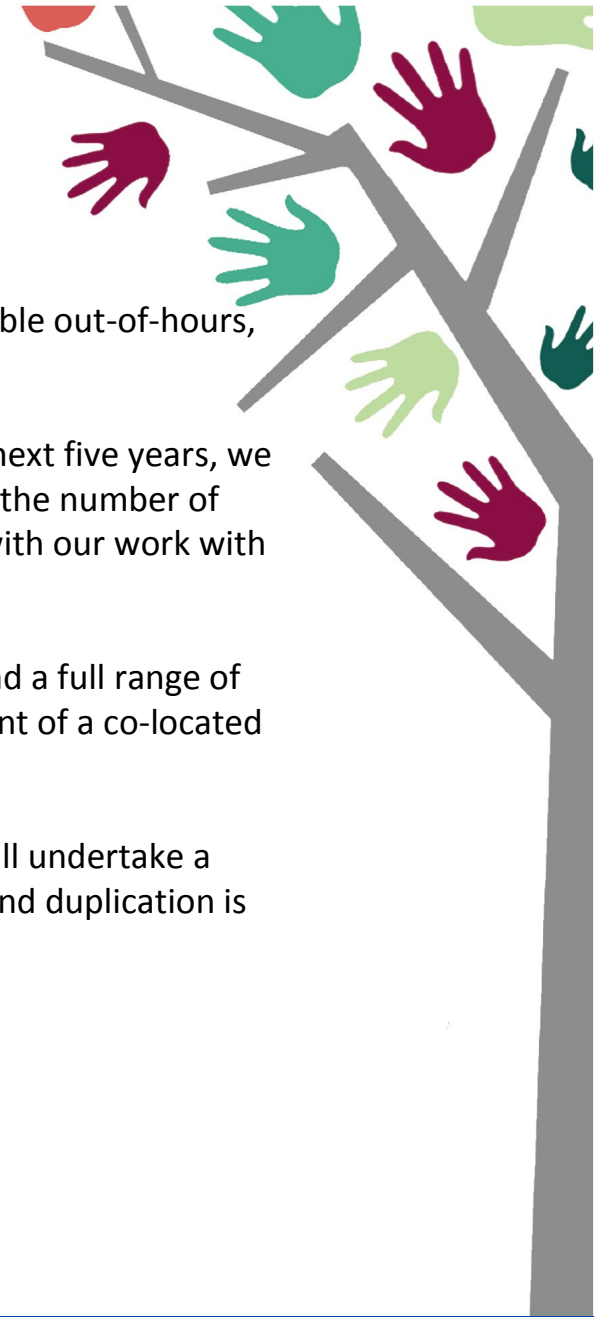 ble out-of-hours,
next five years, we
the number of
with our work with
nd a full range of
nt of a co-located
ll undertake a
nd duplication is